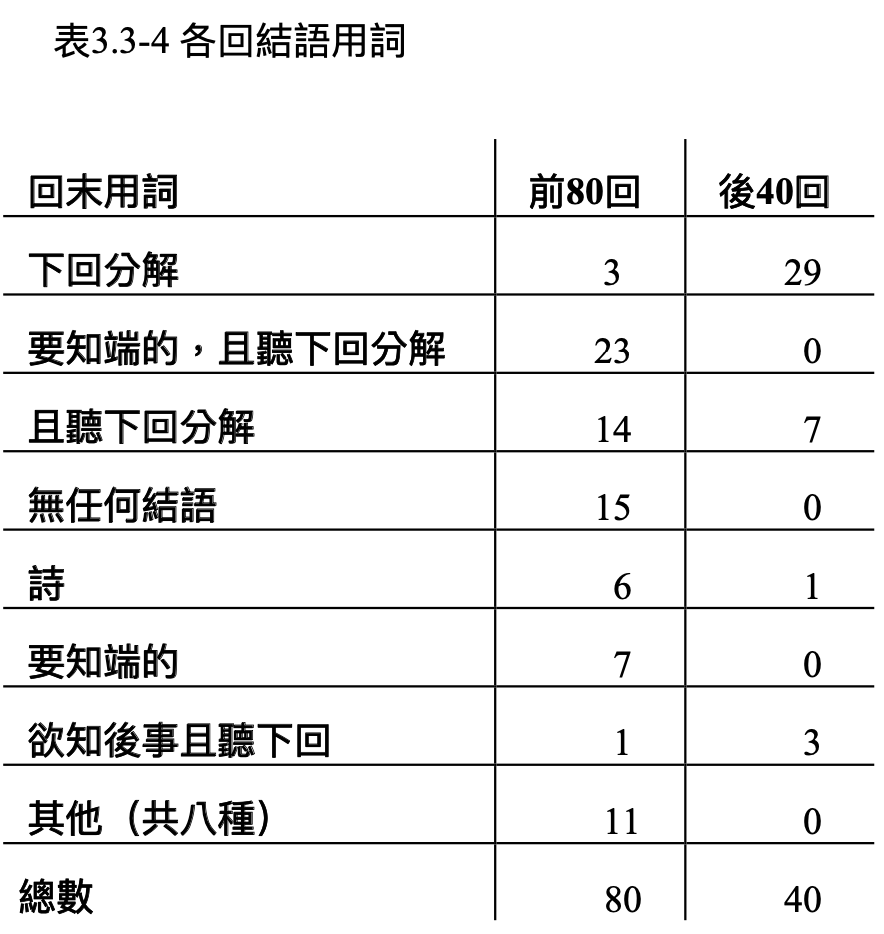 表3.3-4 各回結語用詞
回末用詞 前80回 後40回
下回分解 3 29
要知端的，且聽下回分解 23 0
且聽下回分解 14 7
無任何結語 15 0
詩 6 1
要知端的 7 0
欲知後事且聽下回 1 3
其他（共八種） 11 0
總數 80 40